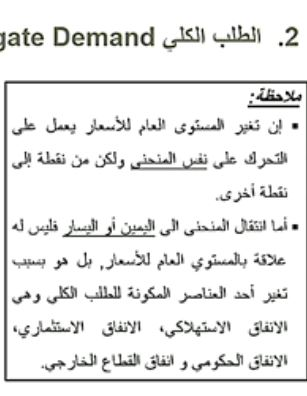 2. الطلب الكلي gate Demand
ملاحظة:
▪ إن تغير المستوى العام للأسعار يعمل على
التحرك على نفس المنحنى ولكن من نقطة إلى
نقطة أخرى.
▪ أما انتقال المنحنى الى اليمين أو اليسار فليس له
علاقة بالمستوي العام للأسعار, بل هو بسبب
تغير أحد العناصر المكونة للطلب الكلي وهي
الانفاق الاستهلاكي، الانفاق الاستثماري،
الانفاق الحكومي و انفاق القطاع الخارجي.